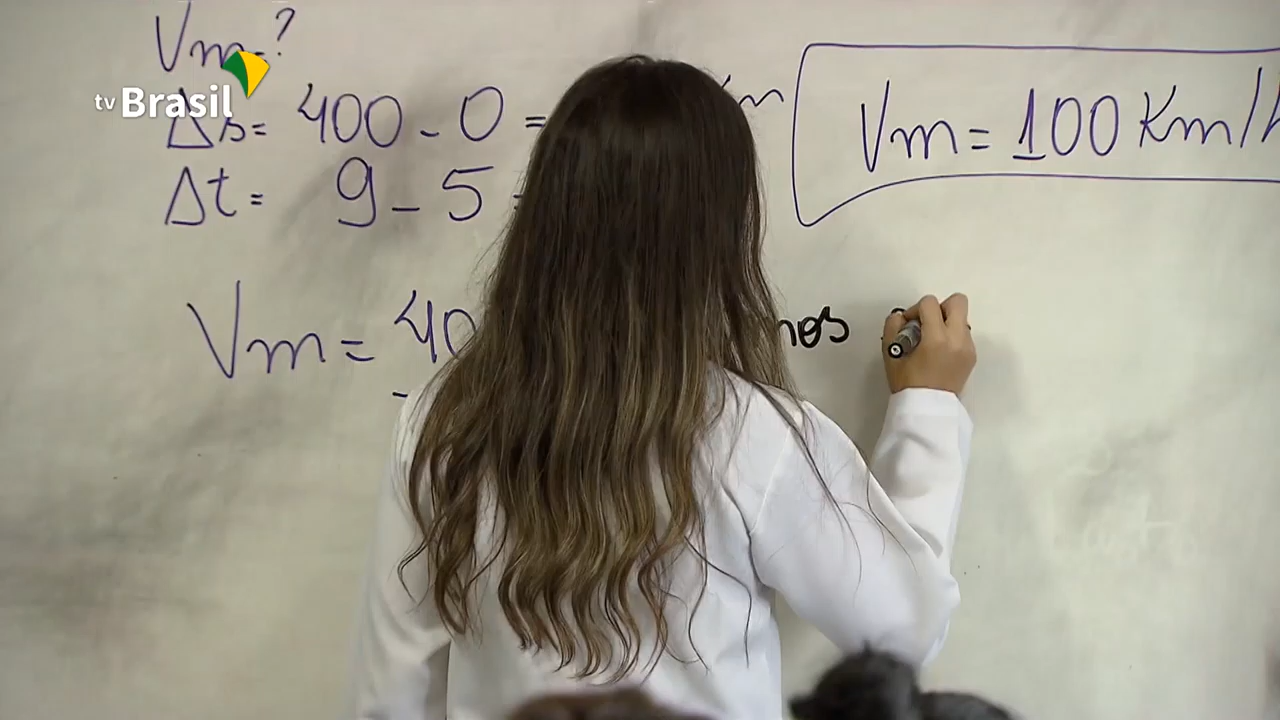 Vm=?
tv Brasil
Δs= 400-0 = Km
Δt= 9-5
Vm = 100 Km/h
Vm= 40